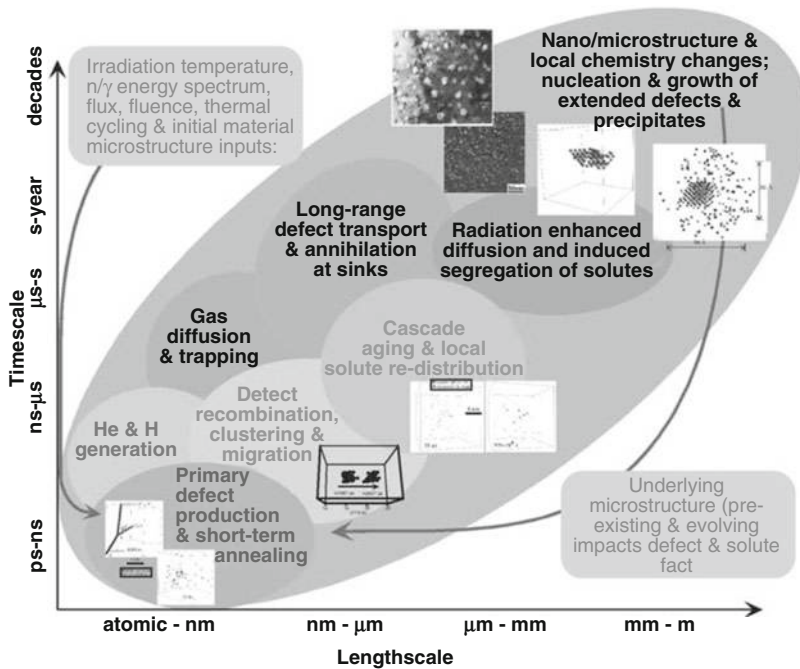 decades
s-year
μs-s
ns-μs
ps-ns
Timescale
Irradiation temperature,
n/γ energy spectrum,
flux, fluence, thermal
cycling & initial material
microstructure inputs:
Nano/microstructure &
local chemistry changes;
nucleation & growth of
extended defects &
precipitates
Long-range
defect transport
& annihilation
at sinks
Radiation enhanced
diffusion and induced
segregation of solutes
Gas
diffusion
& trapping
Cascade
aging & local
solute re-distribution
Detect
recombination,
clustering &
migration
He & H
generation
Primary
defect
production
& short-term
annealing
Underlying
microstructure (pre-
existing & evolving
impacts defect & solute
fact
atomic - nm
nm - μm
μm - mm
mm - m
Lengthscale